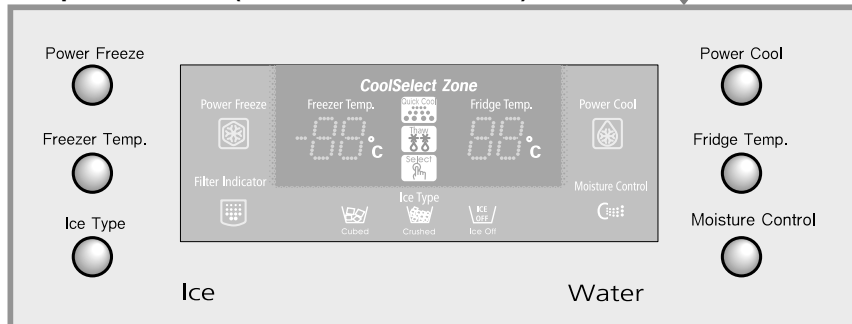 Power Freeze
Freezer Temp.
Ice Type
CoolSelect Zone
Power Freeze
Freezer Temp.
-88°C
Quick Cool
Thaw
Select
Fridge Temp.
88°C
Power Cool
Filter Indicator
Ice Type
Moisture Control
Cubed
Crushed
ICE
OFF
Ice Off
Power Cool
Fridge Temp.
Moisture Control
Ice
Water